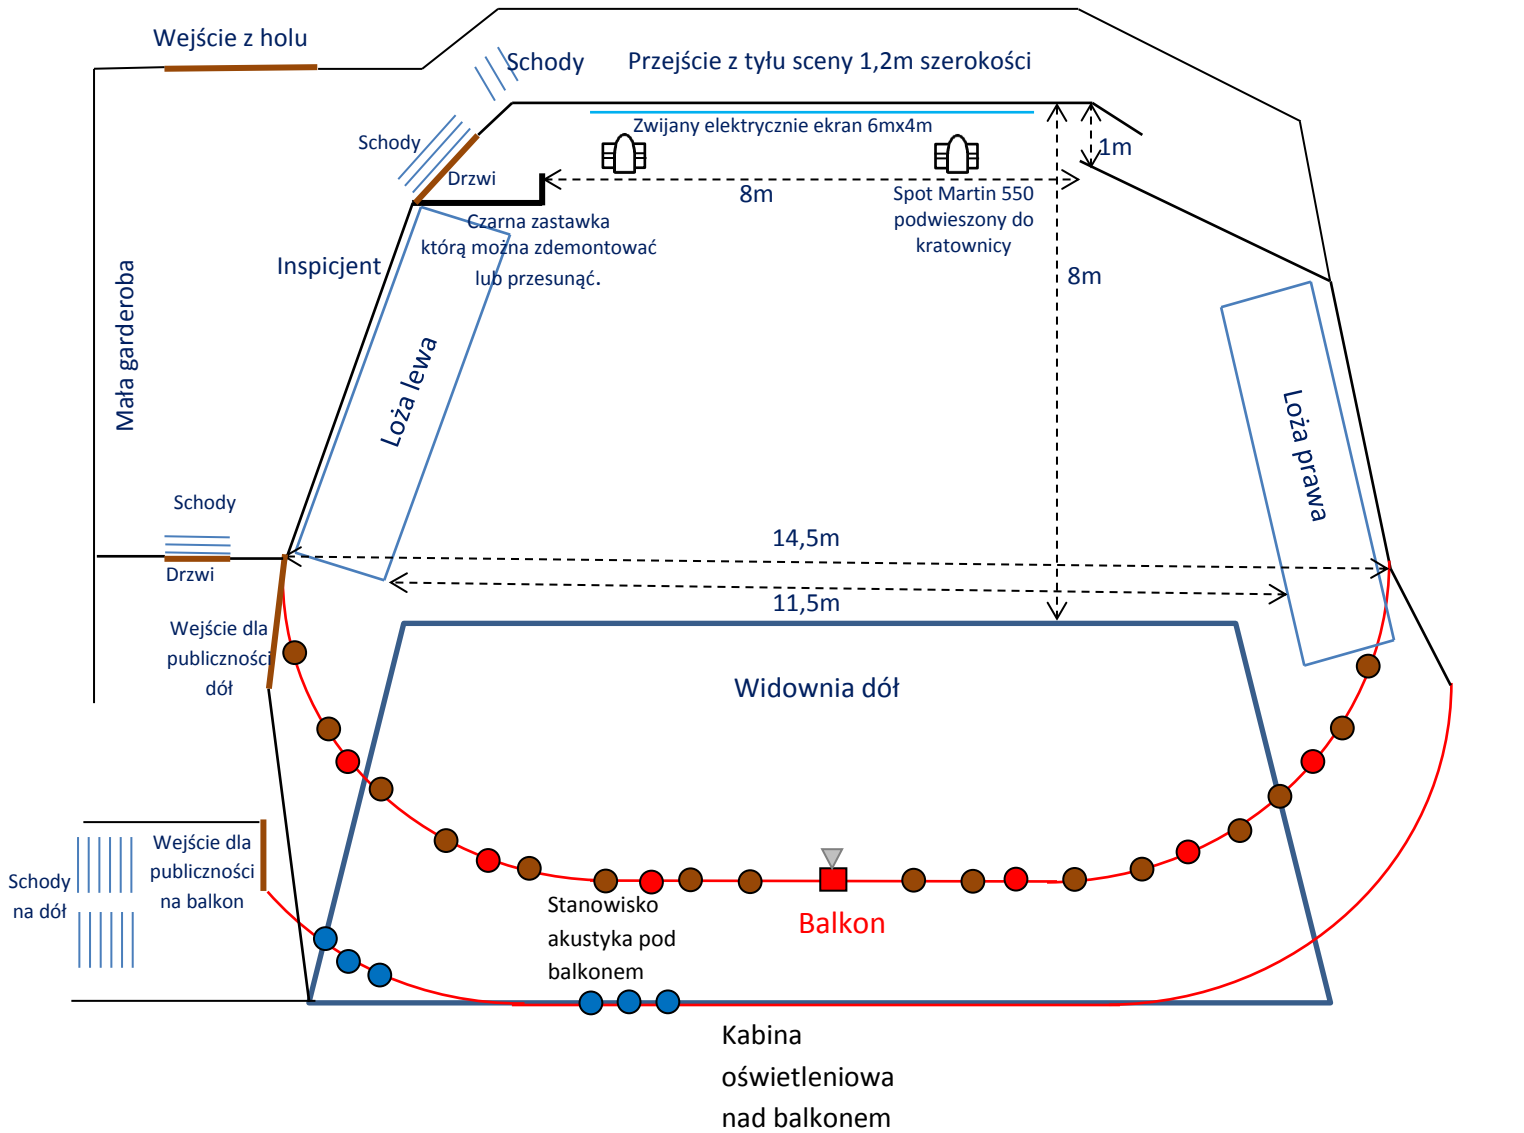 Wejście z holu
Schody
Przejście z tyłu sceny 1,2m szerokości
Zwijany elektrycznie ekran 6mx4m
Schody
1m
Drzwi
8m
Spot Martin 550
podwieszony do
kratownicy
Czarna zastawka
którą można zdemontować
lub przesunąć.
Inspicjent
8m
Mała garderoba
Loża lewa
Loża prawa
Schody
14,5m
Drzwi
11,5m
Wejście dla
publiczności
dół
Widownia dół
Wejście dla
publiczności
na balkon
Schody
na dół
Stanowisko
akustyka pod
balkonem
Balkon
Kabina
oświetleniowa
nad balkonem